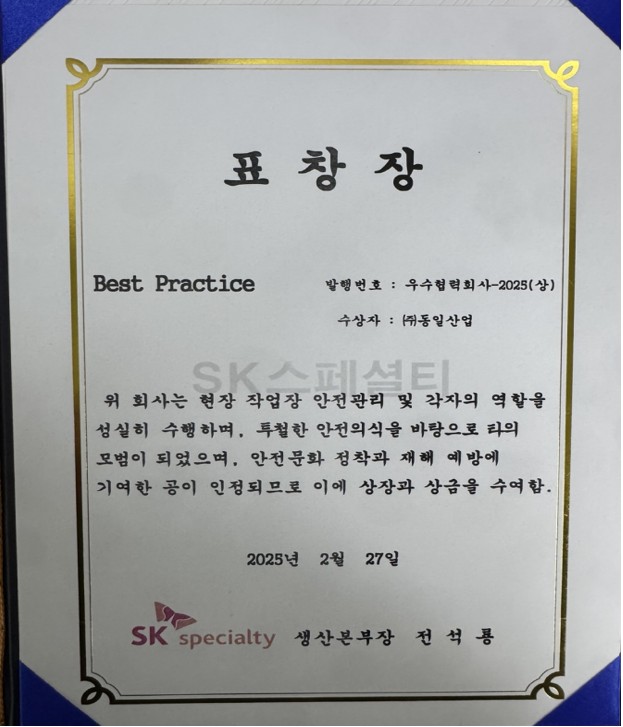 표 창 장
Best Practice
발행번호 : 우수협력회사-2025(상)
수상자 : ㈜동일산업
SK스페셜티
위 회사는 현장 작업장 안전관리 및 각자의 역할을
성실히 수행하며, 투철한 안전의식을 바탕으로 타의
모범이 되었으며, 안전문화 정착과 재해 예방에
기여한 공이 인정되므로 이에 상장과 상금을 수여함.
2025년 2월 27일
SK specialty 생산본부장 전 석 룡